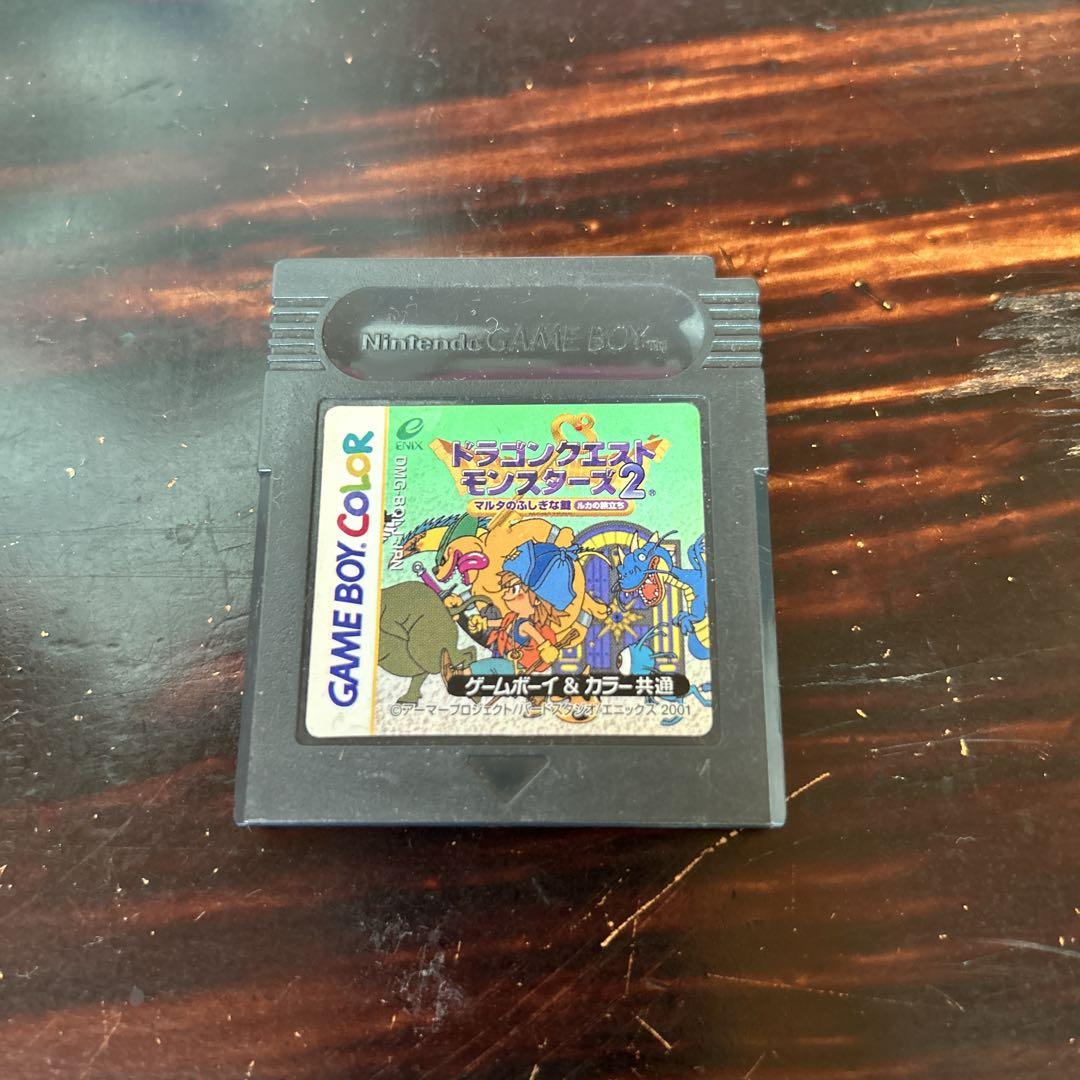 Nintendo GAME BOY TM
GAME BOY COLOR
ENIX
ドラゴンクエスト
モンスターズ2®
マルタのふしぎな鍵 ルカの旅立ち
ゲームボーイ & カラー共通
©アーマープロジェクト/バードスタジオ/エニックス 2001